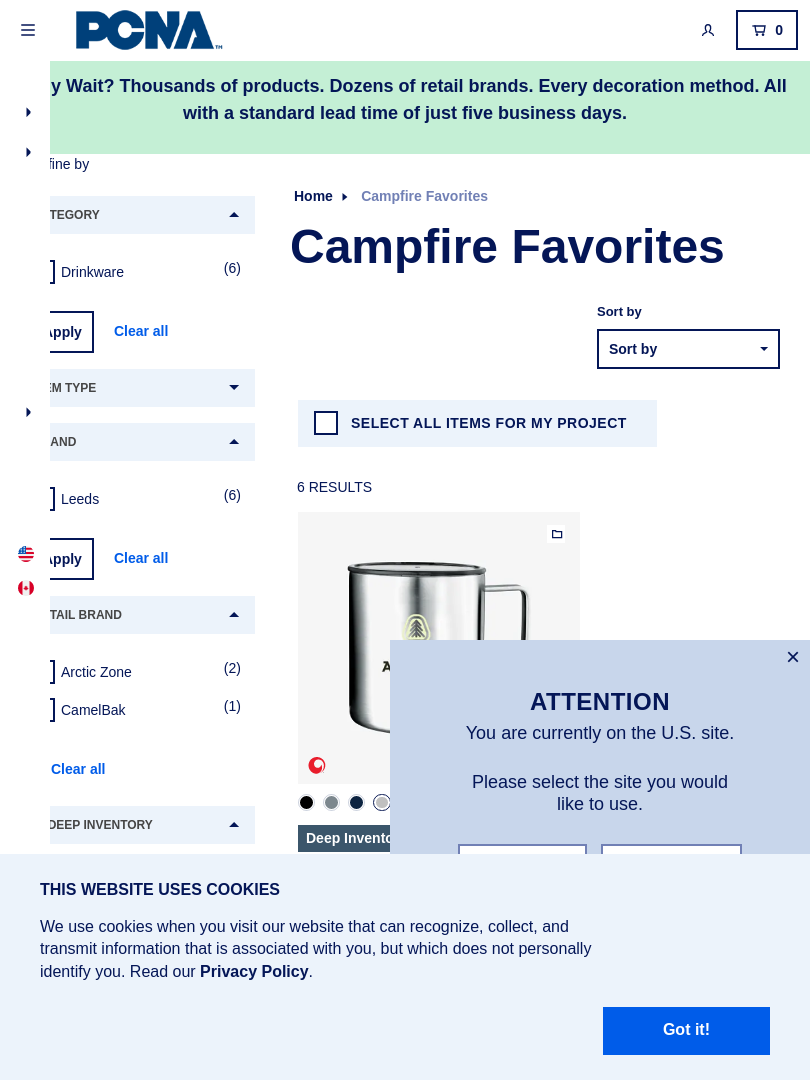 PCNA
TM
0
y Wait? Thousands of products. Dozens of retail brands. Every decoration method. All
with a standard lead time of just five business days.
fine by
Home
Campfire Favorites
TEGORY
Campfire Favorites
Drinkware
(6)
Sort by
Apply
Clear all
Sort by
EM TYPE
SELECT ALL ITEMS FOR MY PROJECT
AND
6 RESULTS
Leeds
(6)
Apply
Clear all
TAIL BRAND
Arctic Zone
(2)
CamelBak
(1)
ATTENTION
You are currently on the U.S. site.
Please select the site you would
like to use.
Clear all
DEEP INVENTORY
Deep Invento
THIS WEBSITE USES COOKIES
We use cookies when you visit our website that can recognize, collect, and
transmit information that is associated with you, but which does not personally
identify you. Read our Privacy Policy.
Got it!